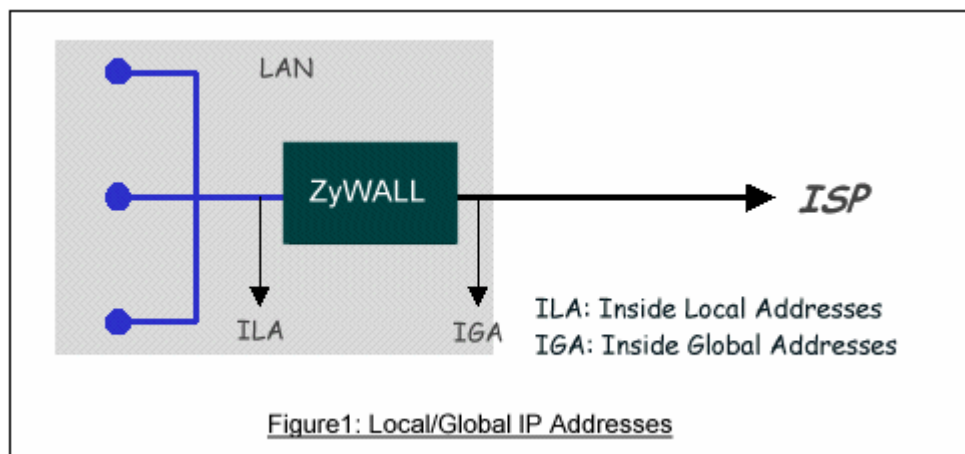 LAN
ZyWALL
ISP
ILA
IGA
ILA: Inside Local Addresses
IGA: Inside Global Addresses
Figure1: Local/Global IP Addresses